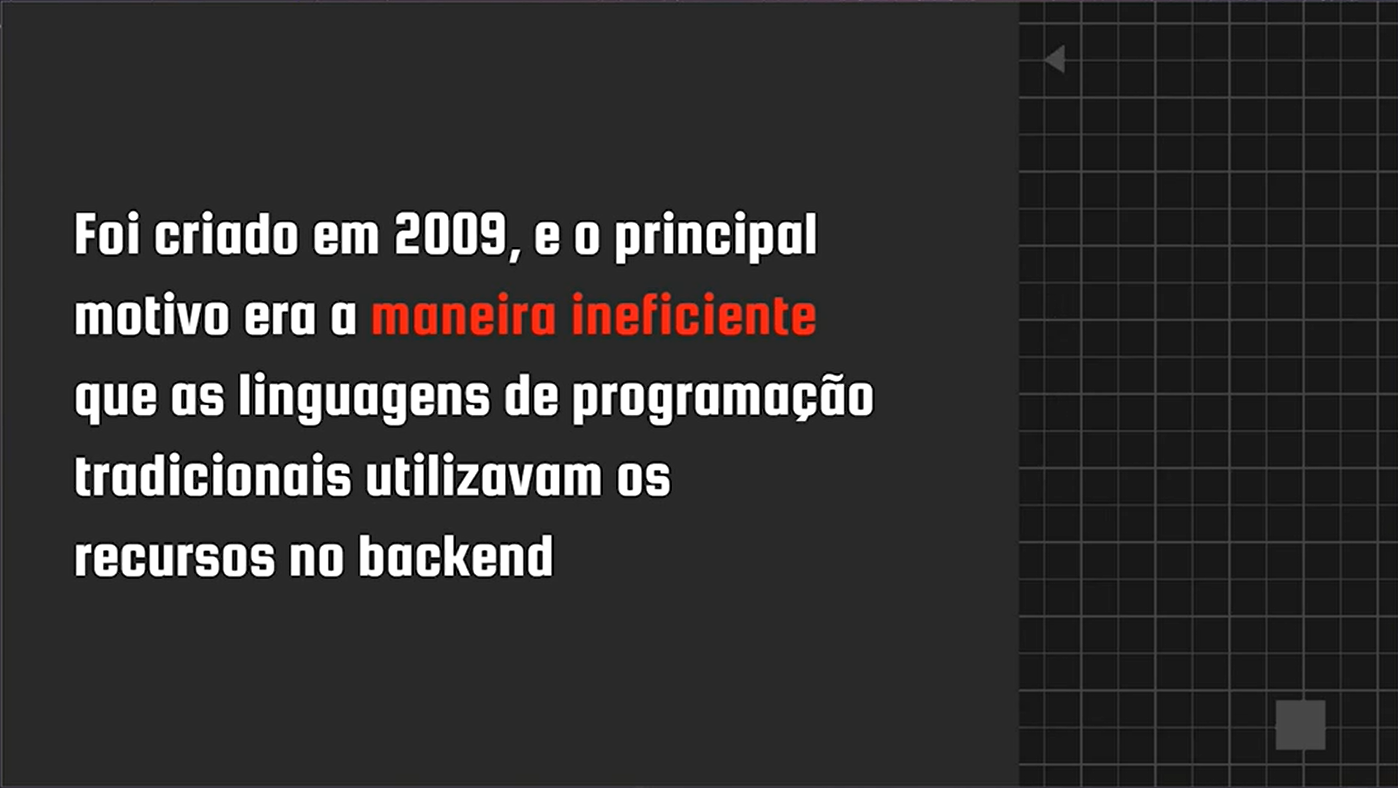 Foi criado em 2009, e o principal
motivo era a maneira ineficiente
que as linguagens de programação
tradicionais utilizavam os
recursos no backend